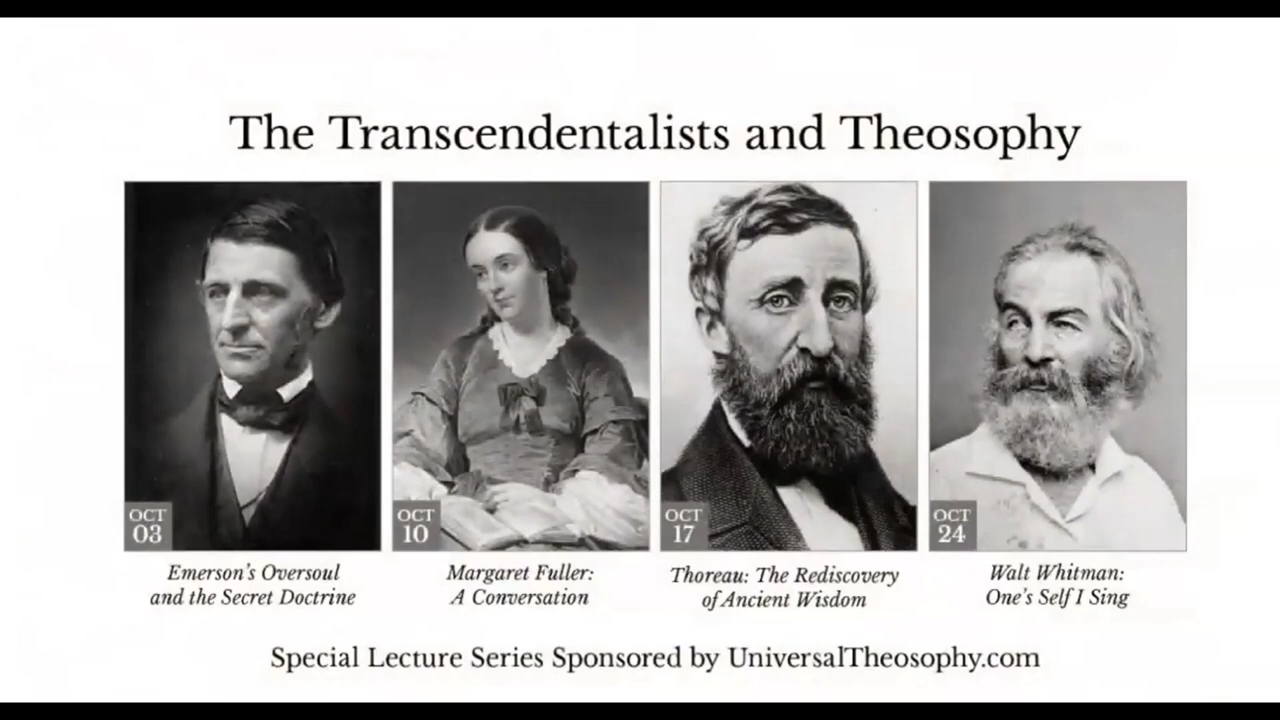 The Transcendentalists and Theosophy
OCT
03
OCT
10
OCT
17
OCT
24
Emerson's Oversoul
and the Secret Doctrine
Margaret Fuller:
A Conversation
Thoreau: The Rediscovery
of Ancient Wisdom
Walt Whitman:
One's Self I Sing
Special Lecture Series Sponsored by UniversalTheosophy.com